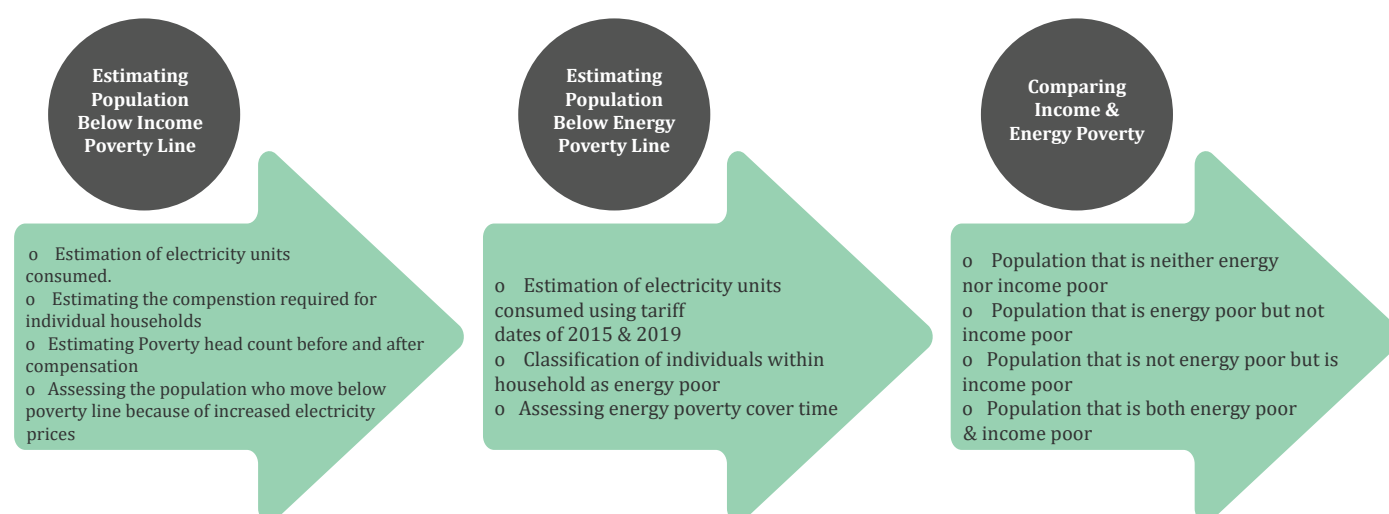 Estimating
Population
Below Income
Poverty Line
o Estimation of electricity units
consumed.
o Estimating the compenstion required for
individual households
o Estimating Poverty head count before and after
compensation
o Assessing the population who move below
poverty line because of increased electricity
prices
Estimating
Population
Below Energy
Poverty Line
o Estimation of electricity units
consumed using tariff
dates of 2015 & 2019
o Classification of individuals within
household as energy poor
o Assessing energy poverty cover time
Comparing
Income &
Energy Poverty
o Population that is neither energy
nor income poor
o Population that is energy poor but not
income poor
o Population that is not energy poor but is
income poor
o Population that is both energy poor
& income poor